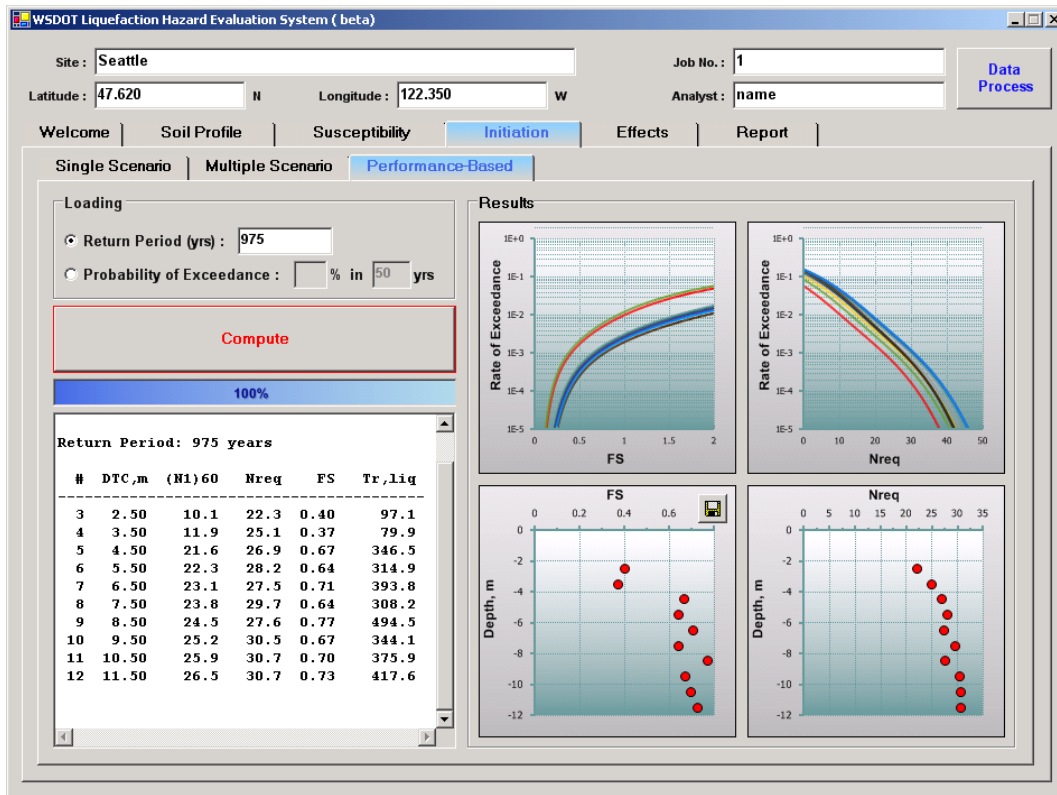 WSDOT Liquefaction Hazard Evaluation System ( beta)
Site : Seattle Job No. : 1
Data Process
Latitude : 47.620 N Longitude : 122.350 W Analyst : name
Welcome Soil Profile Susceptibility Initiation Effects Report
Single Scenario Multiple Scenario Performance-Based
Loading
Return Period (yrs) : 975
Probability of Exceedance : % in 50 yrs
Compute
100%
Return Period: 975 years
# DTC,m (N1)60 Nreq FS Tr,liq
3 2.50 10.1 22.3 0.40 97.1
4 3.50 11.9 25.1 0.37 79.9
5 4.50 21.6 26.9 0.67 346.5
6 5.50 22.3 28.2 0.64 314.9
7 6.50 23.1 27.5 0.71 393.8
8 7.50 23.8 29.7 0.64 308.2
9 8.50 24.5 27.6 0.77 494.5
10 9.50 25.2 30.5 0.67 344.1
11 10.50 25.9 30.7 0.70 375.9
12 11.50 26.5 30.7 0.73 417.6
Results
Rate of Exceedance
1E+0
1E-1
1E-2
1E-3
1E-4
1E-5
0 0.5 1 1.5 2
FS
Rate of Exceedance
1E+0
1E-1
1E-2
1E-3
1E-4
1E-5
0 10 20 30 40 50
Nreq
FS
0 0.2 0.4 0.6
Depth, m
0
-2
-4
-6
-8
-10
-12
Nreq
0 5 10 15 20 25 30 35
Depth, m
0
-2
-4
-6
-8
-10
-12